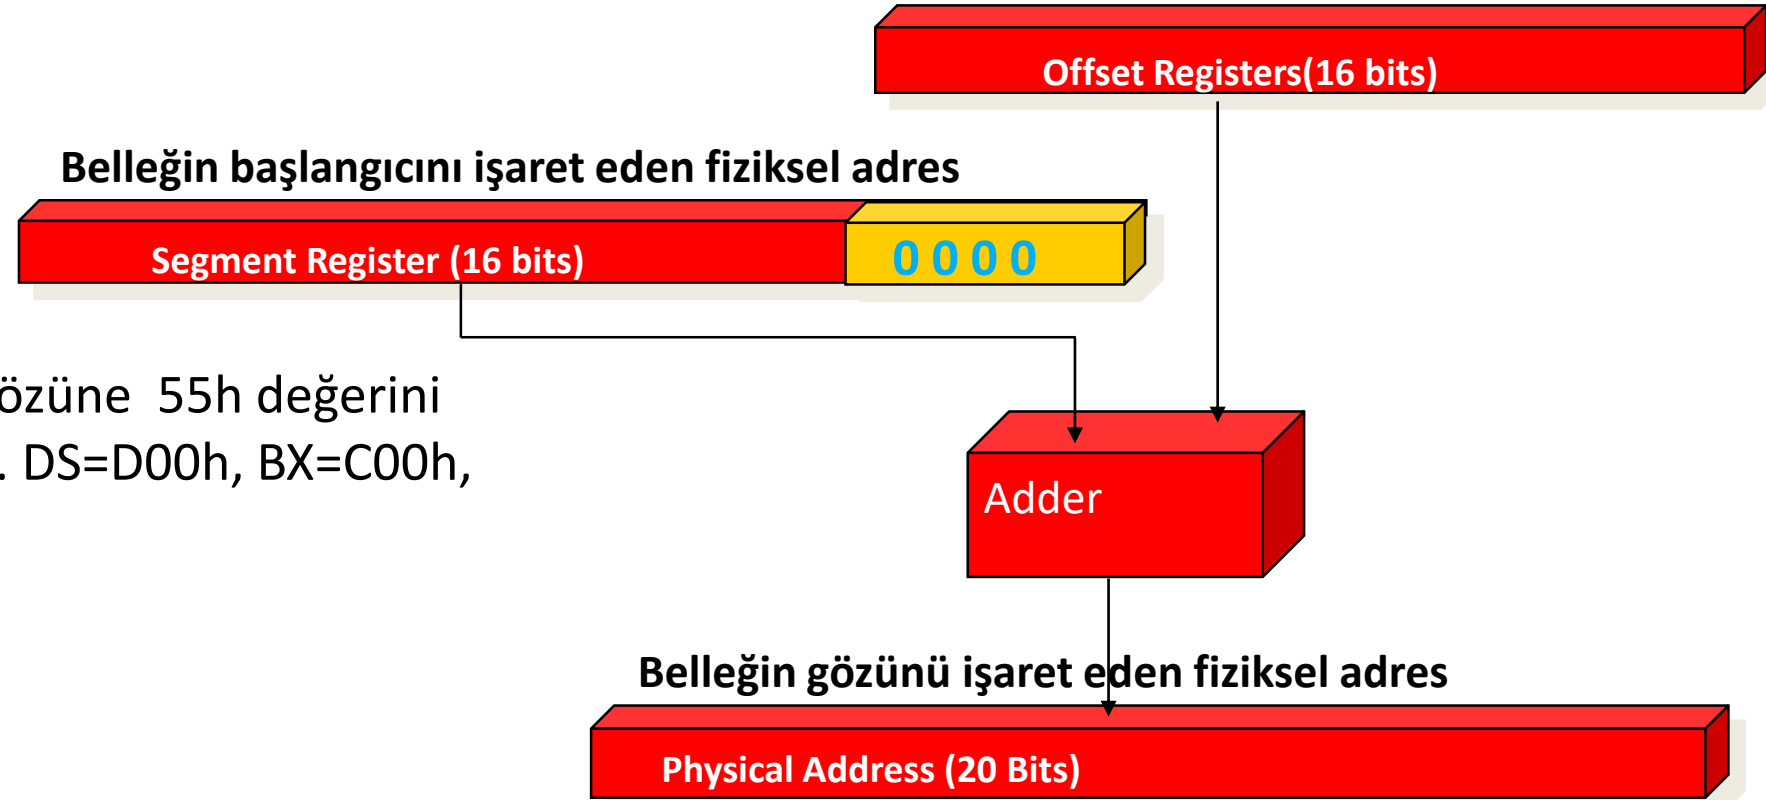 Offset Registers(16 bits)
Belleğin başlangıcını işaret eden fiziksel adres
Segment Register (16 bits)
0 0 0 0
özüne 55h değerini
. DS=D00h, BX=C00h,
Adder
Belleğin gözünü işaret eden fiziksel adres
Physical Address (20 Bits)